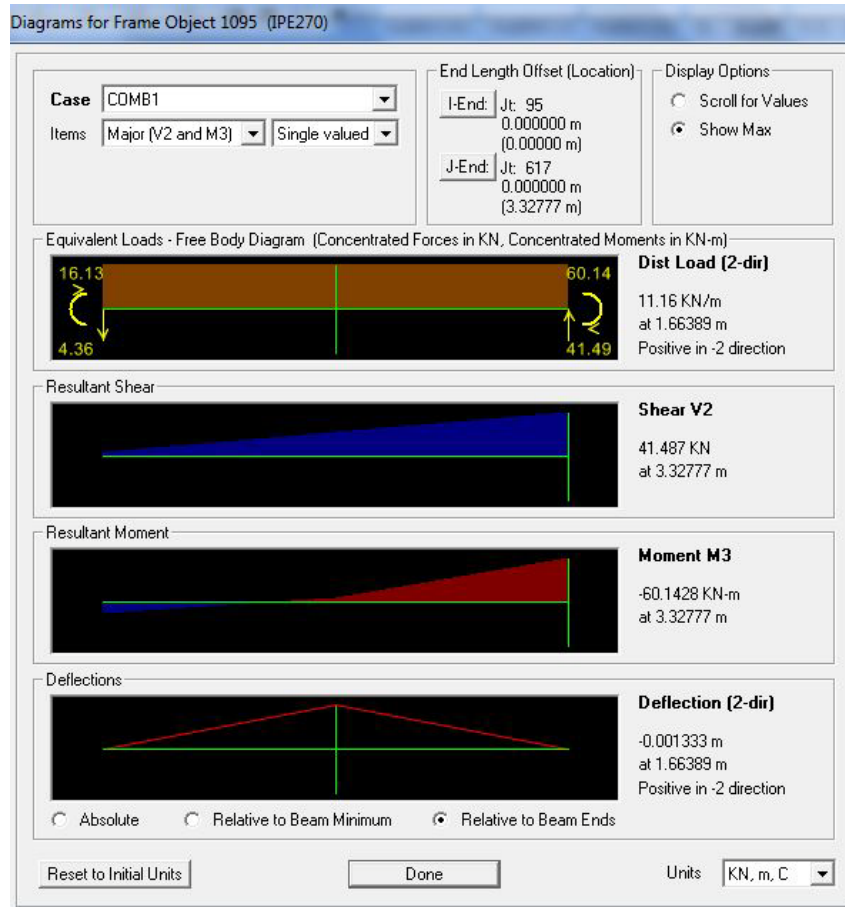 Diagrams for Frame Object 1095 (IPE270)
Case COMB1
Items Major (V2 and M3) Single valued
End Length Offset (Location)
I-End: Jt: 95
0.000000 m
(0.00000 m)
J-End: Jt: 617
0.000000 m
(3.32777 m)
Display Options
Scroll for Values
Show Max
Equivalent Loads - Free Body Diagram (Concentrated Forces in KN, Concentrated Moments in KN-m)
16.13 60.14
4.36 41.49
Dist Load (2-dir)
11.16 KN/m
at 1.66389 m
Positive in -2 direction
Resultant Shear
Shear V2
41.487 KN
at 3.32777 m
Resultant Moment
Moment M3
-60.1428 KN-m
at 3.32777 m
Deflections
Deflection (2-dir)
-0.001333 m
at 1.66389 m
Positive in -2 direction
Absolute Relative to Beam Minimum Relative to Beam Ends
Reset to Initial Units Done Units KN, m, C